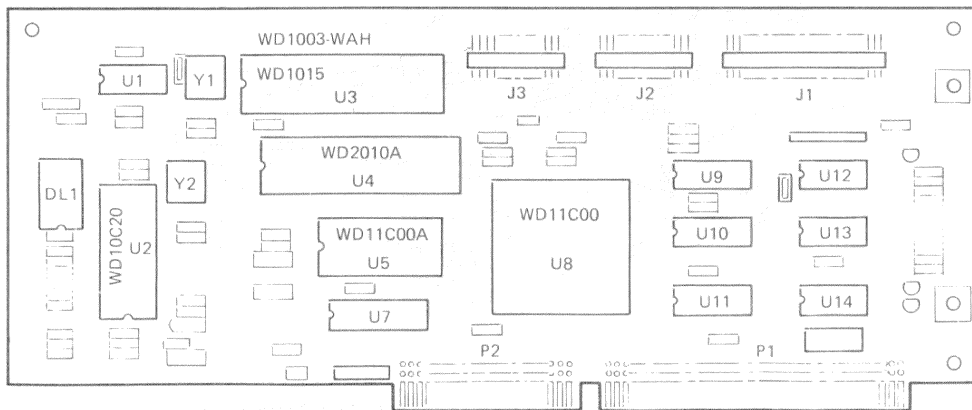 WD1003-WAH
U1
Y1
WD1015
U3
J3
J2
J1
WD2010A
U4
DL1
WD10C20
U2
Y2
WD11C00A
U5
U7
WD11C00
U8
U9
U12
U10
U13
U11
U14
P2
P1